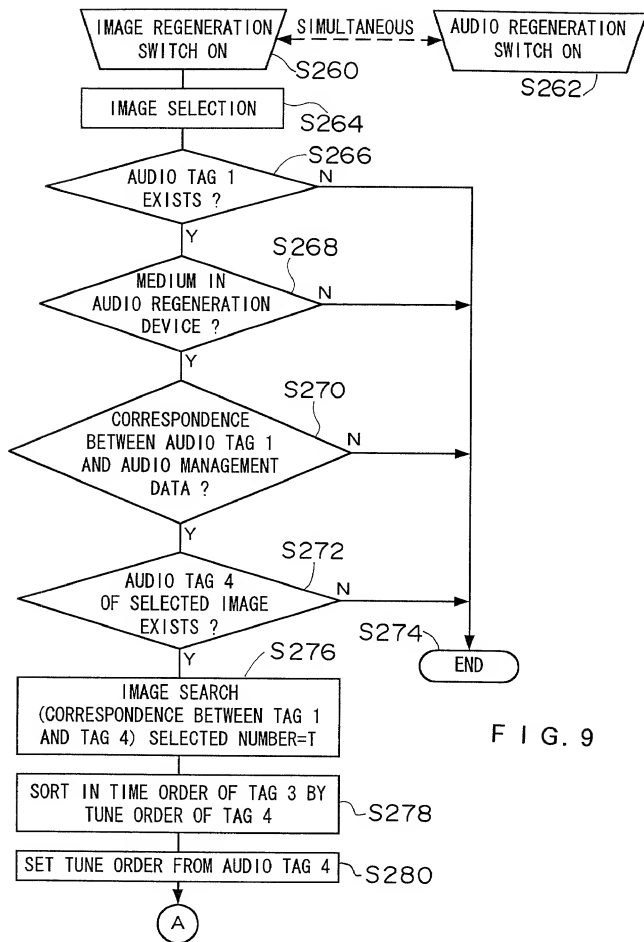 IMAGE REGENERATION
SWITCH ON
SIMULTANEOUS
AUDIO REGENERATION
SWITCH ON
S260
S262
IMAGE SELECTION
S264
S266
AUDIO TAG 1
EXISTS ?
N
Y
S268
MEDIUM IN
AUDIO REGENERATION
DEVICE ?
N
Y
S270
CORRESPONDENCE
BETWEEN AUDIO TAG 1
AND AUDIO MANAGEMENT
DATA ?
N
Y
S272
AUDIO TAG 4
OF SELECTED IMAGE
EXISTS ?
N
Y
S274
END
S276
IMAGE SEARCH
(CORRESPONDENCE BETWEEN TAG 1
AND TAG 4) SELECTED NUMBER=T
FIG. 9
SORT IN TIME ORDER OF TAG 3 BY
TUNE ORDER OF TAG 4
S278
SET TUNE ORDER FROM AUDIO TAG 4
S280
A